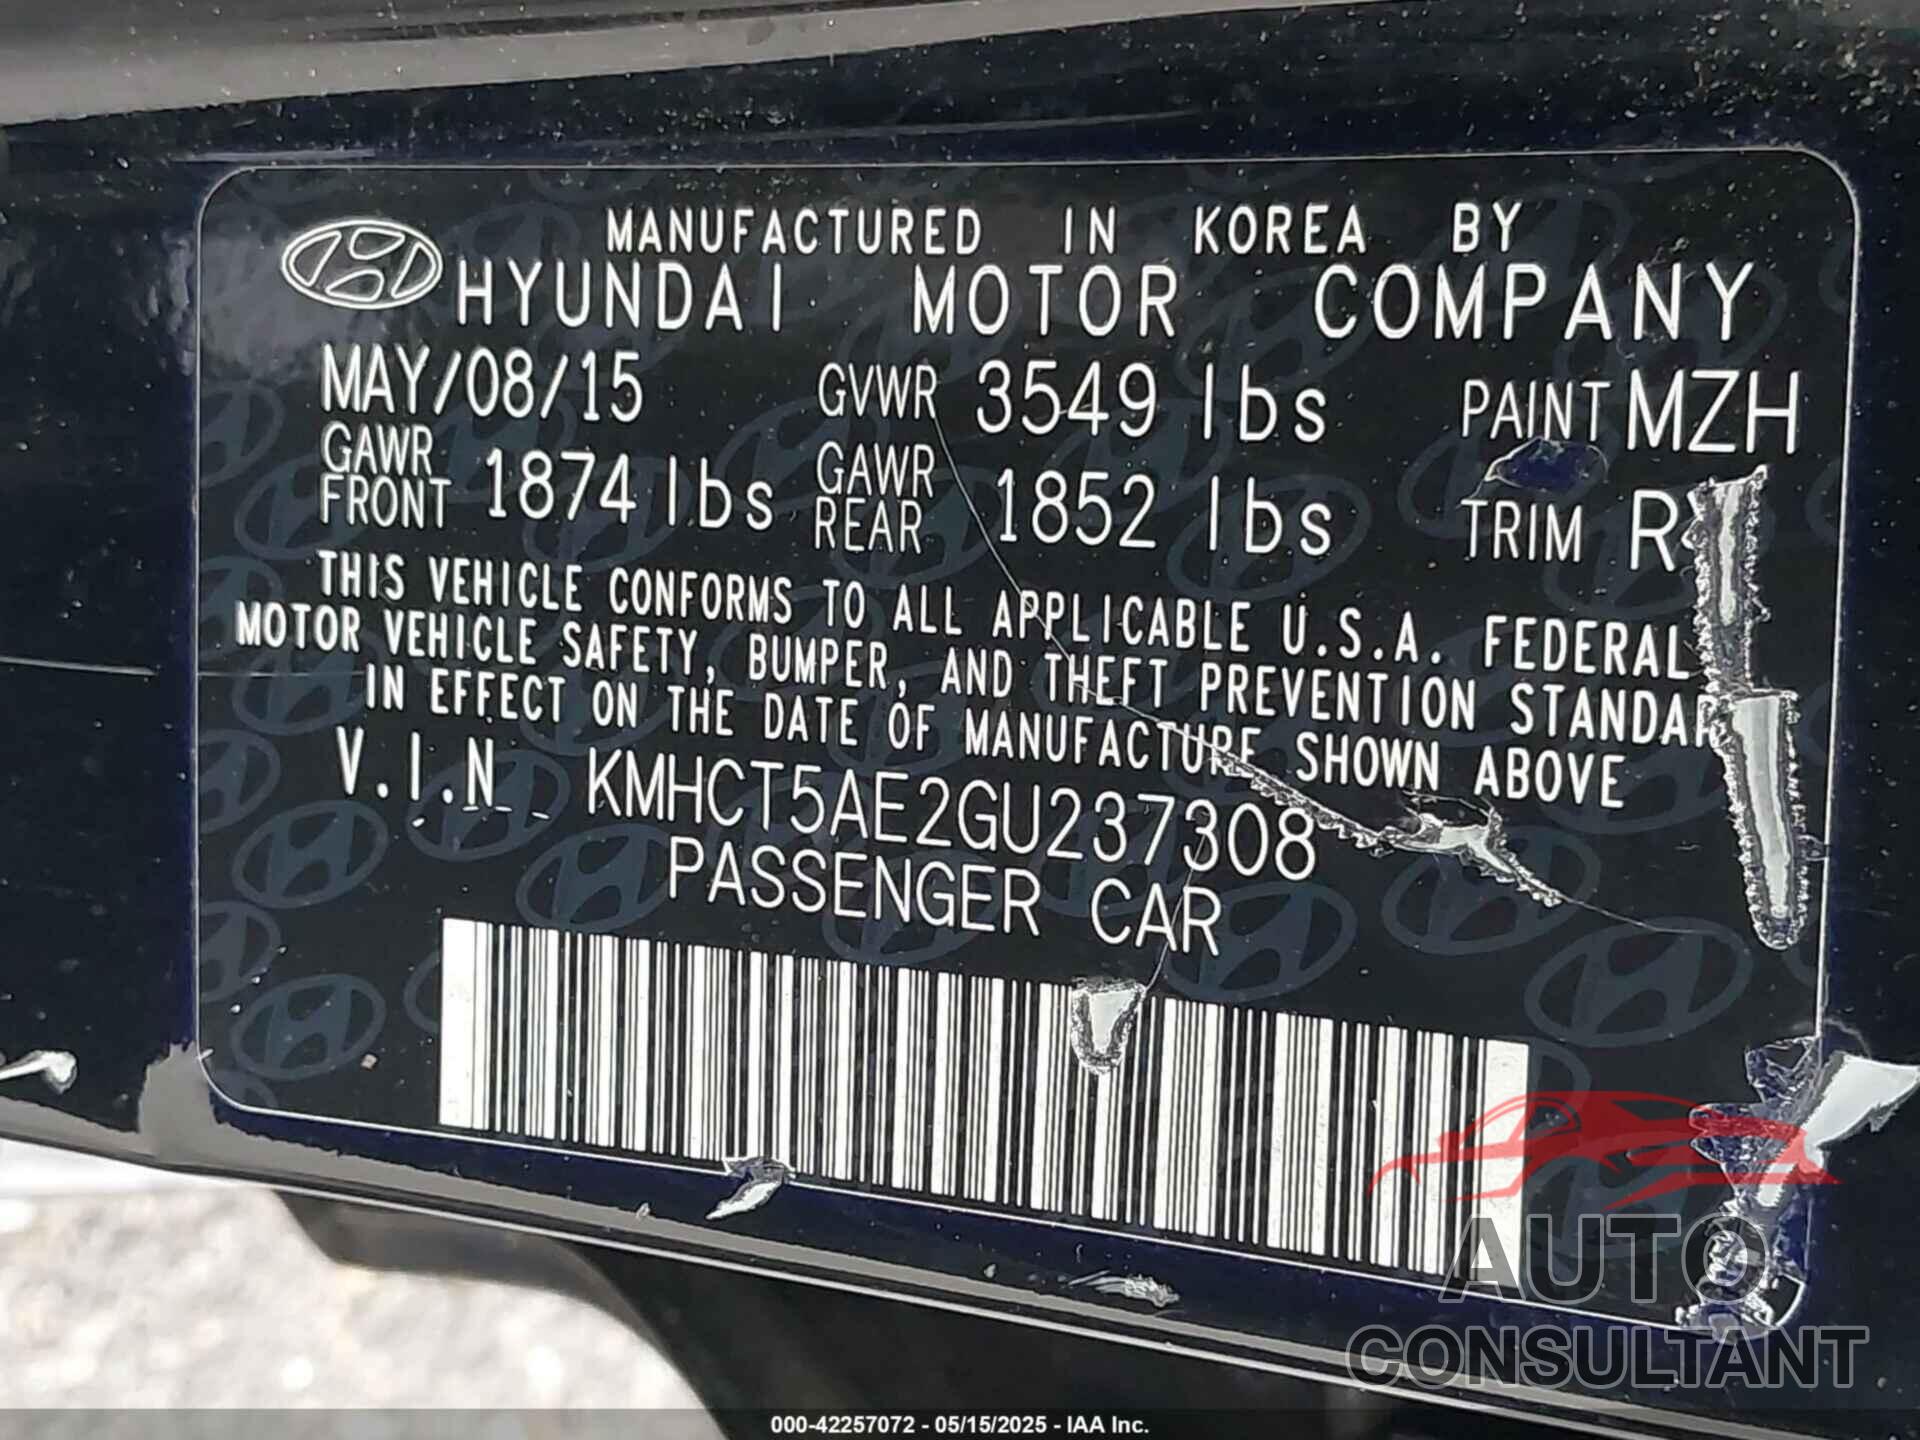 MANUFACTURED IN KOREA BY
HYUNDAI MOTOR COMPANY
MAY/08/15 GVWR 3549 lbs PAINT MZH
GAWR FRONT 1874 lbs GAWR REAR 1852 lbs TRIM
THIS VEHICLE CONFORMS TO ALL APPLICABLE U.S.A. FEDERAL
MOTOR VEHICLE SAFETY, BUMPER, AND THEFT PREVENTION
IN EFFECT ON THE DATE OF MANUFACTURE SHOWN ABOVE
V.I.N KMHCT5AE2GU237308
PASSENGER CAR
AUTO
CONSULTANT
000-42257072 - 05/15/2025 - IAA Inc.